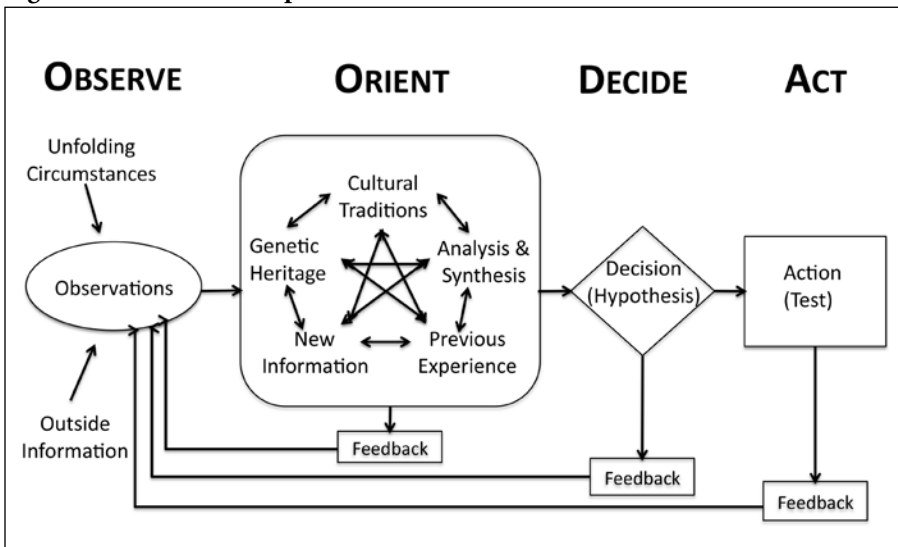 OBSERVE
ORIENT
DECIDE
ACT
Unfolding
Circumstances
Observations
Outside
Information
Cultural
Traditions
Genetic
Heritage
Analysis &
Synthesis
New
Information
Previous
Experience
Decision
(Hypothesis)
Action
(Test)
Feedback
Feedback
Feedback